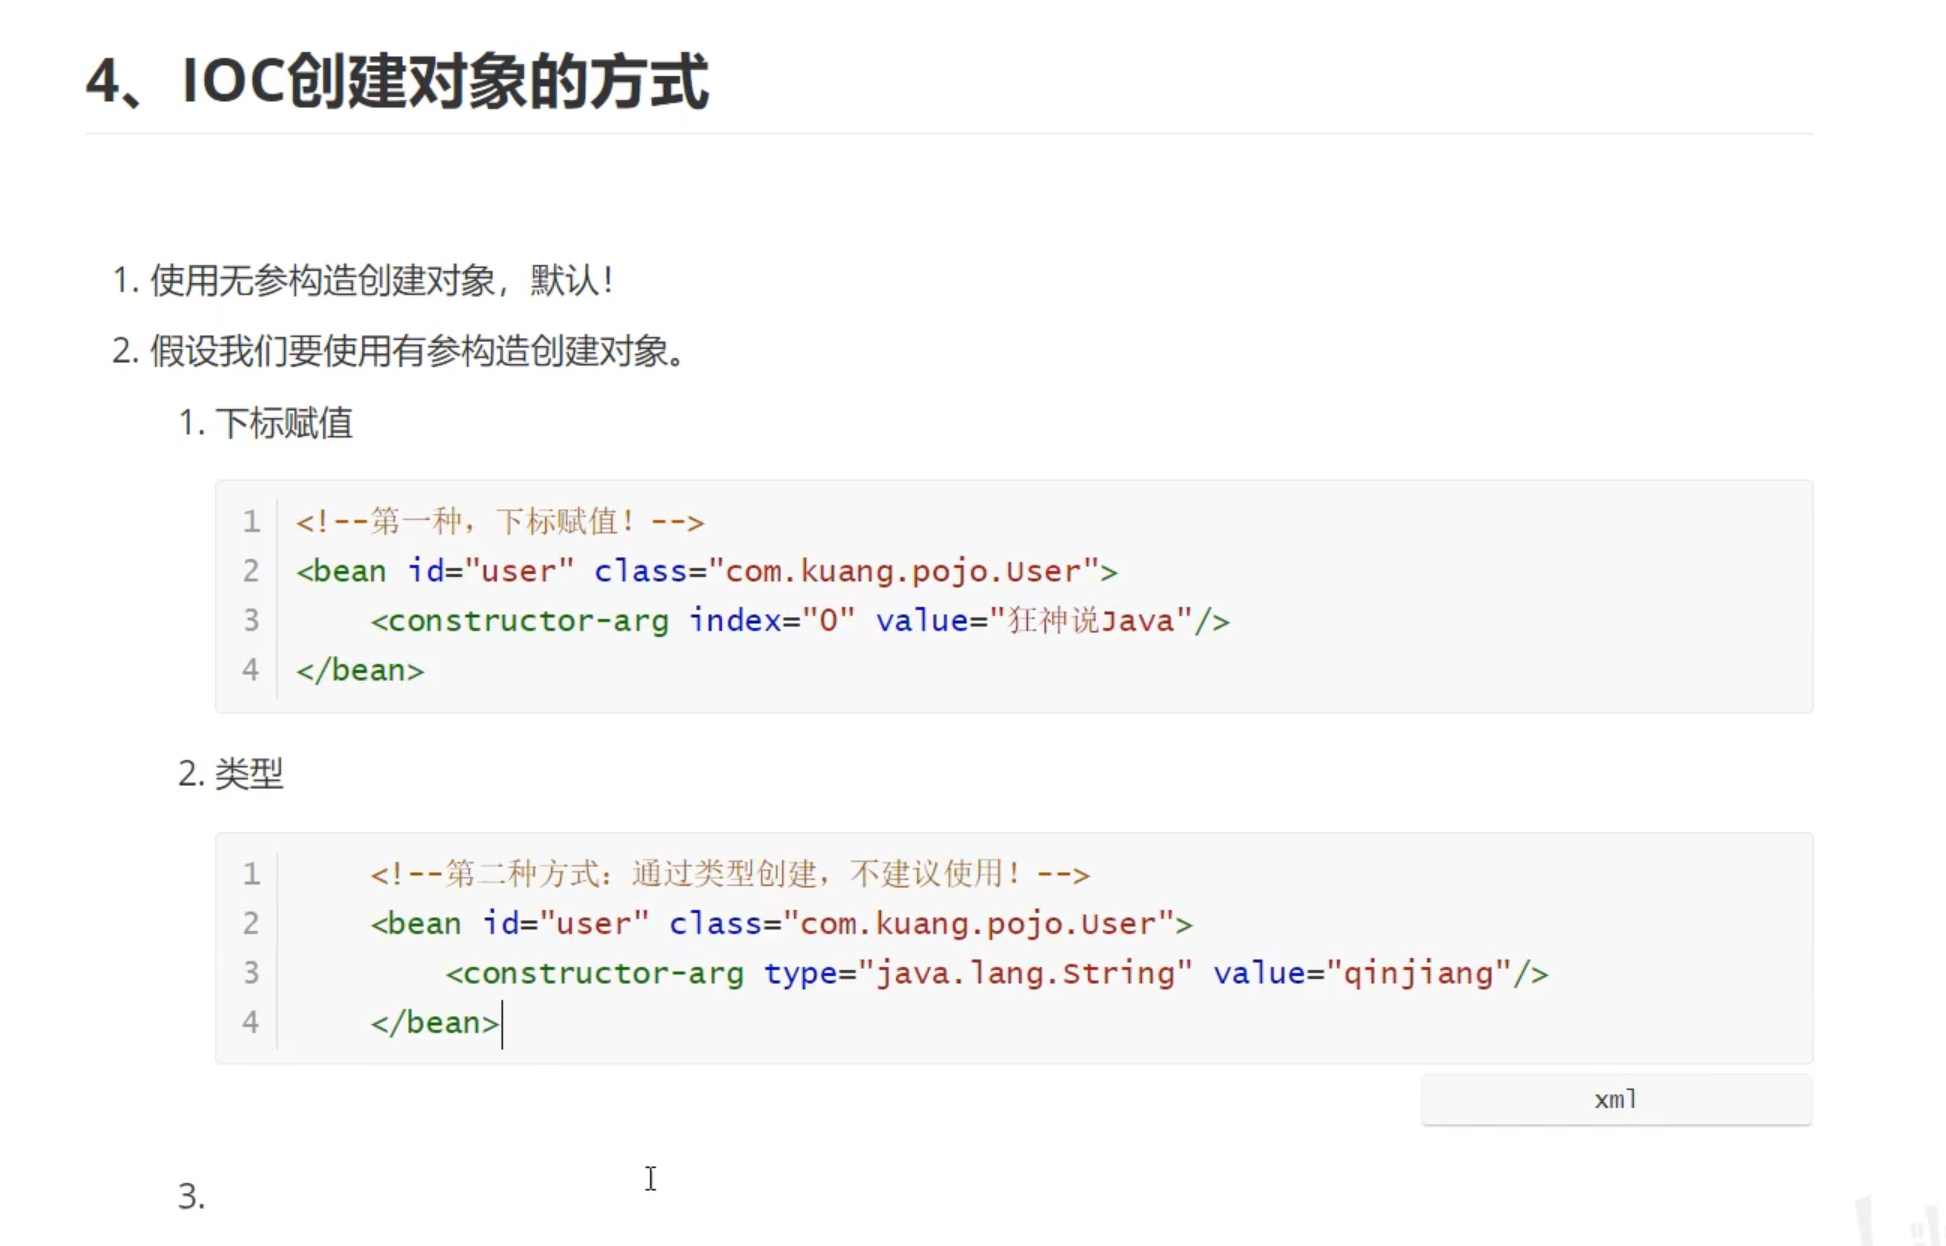 4、IOC创建对象的方式
1. 使用无参构造创建对象，默认！
2. 假设我们要使用有参构造创建对象。
1. 下标赋值
1 <!--第一种，下标赋值！-->
2 <bean id="user" class="com.kuang.pojo.User">
3     <constructor-arg index="0" value="狂神说Java"/>
4 </bean>
2. 类型
1     <!--第二种方式：通过类型创建，不建议使用！-->
2     <bean id="user" class="com.kuang.pojo.User">
3         <constructor-arg type="java.lang.String" value="qinjiang"/>
4     </bean>
xml
3.